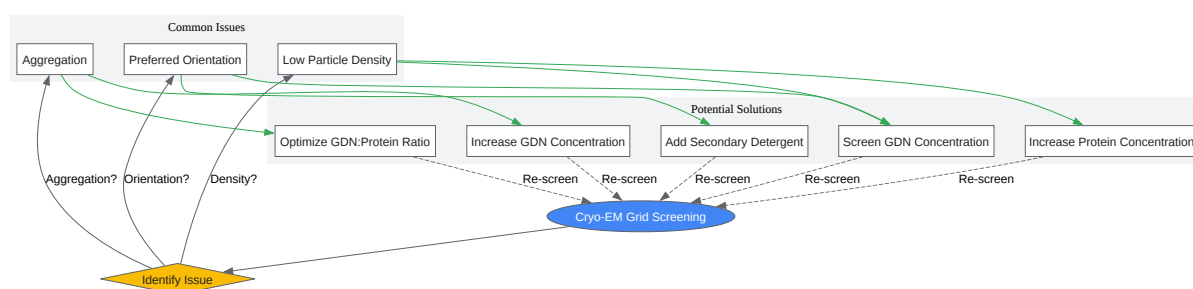 Common Issues
Aggregation
Preferred Orientation
Low Particle Density
Potential Solutions
Optimize GDN:Protein Ratio
Increase GDN Concentration
Add Secondary Detergent
Screen GDN Concentration
Increase Protein Concentration
Aggregation?
Orientation?
Density?
Re-screen
Re-screen
Re-screen
Re-screen
Re-screen
Cryo-EM Grid Screening
Identify Issue